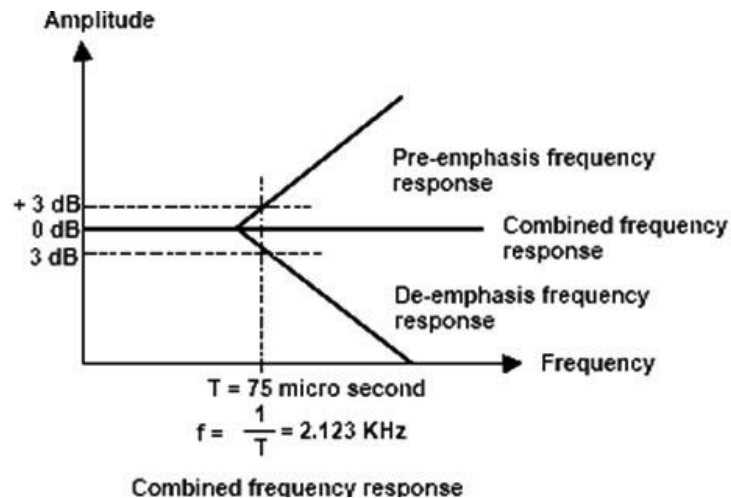 Amplitude
Pre-emphasis frequency
response
+ 3 dB
0 dB
3 dB
Combined frequency
response
De-emphasis frequency
response
Frequency
T = 75 micro second
f = 1/T = 2.123 KHz
Combined frequency response